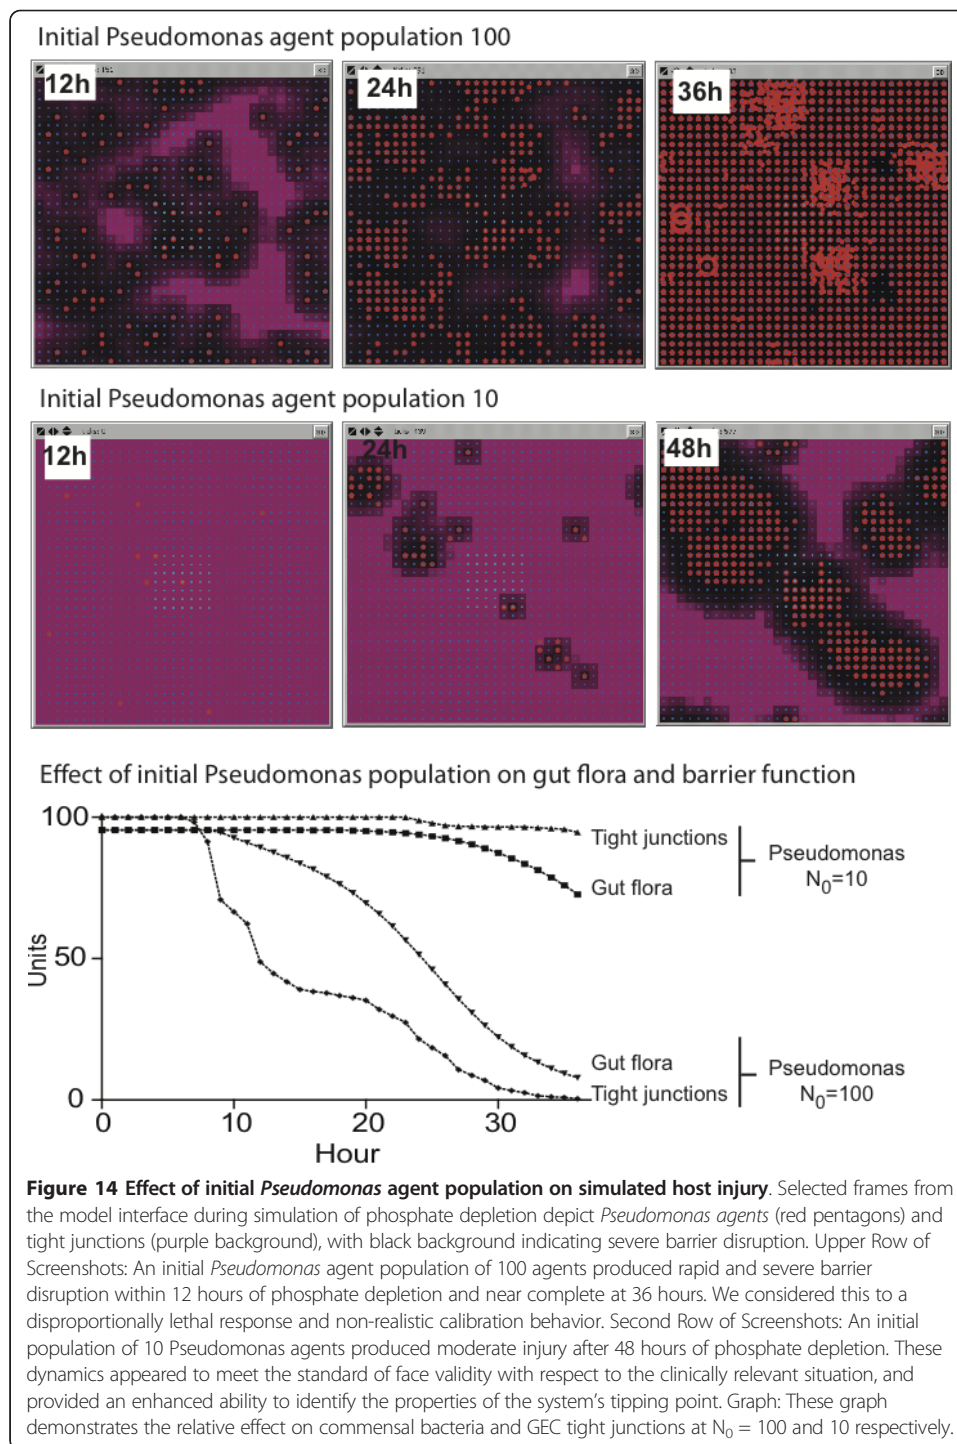 Initial Pseudomonas agent population 100
12h
24h
36h
Initial Pseudomonas agent population 10
12h
24h
48h
Effect of initial Pseudomonas population on gut flora and barrier function
100
50
0
Units
0 10 20 30
Hour
Tight junctions
Gut flora
Pseudomonas
N0=10
Gut flora
Tight junctions
Pseudomonas
N0=100
Figure 14 Effect of initial Pseudomonas agent population on simulated host injury. Selected frames from
the model interface during simulation of phosphate depletion depict Pseudomonas agents (red pentagons) and
tight junctions (purple background), with black background indicating severe barrier disruption. Upper Row of
Screenshots: An initial Pseudomonas agent population of 100 agents produced rapid and severe barrier
disruption within 12 hours of phosphate depletion and near complete at 36 hours. We considered this to a
disproportionally lethal response and non-realistic calibration behavior. Second Row of Screenshots: An initial
population of 10 Pseudomonas agents produced moderate injury after 48 hours of phosphate depletion. These
dynamics appeared to meet the standard of face validity with respect to the clinically relevant situation, and
provided an enhanced ability to identify the properties of the system's tipping point. Graph: These graph
demonstrates the relative effect on commensal bacteria and GEC tight junctions at N0 = 100 and 10 respectively.